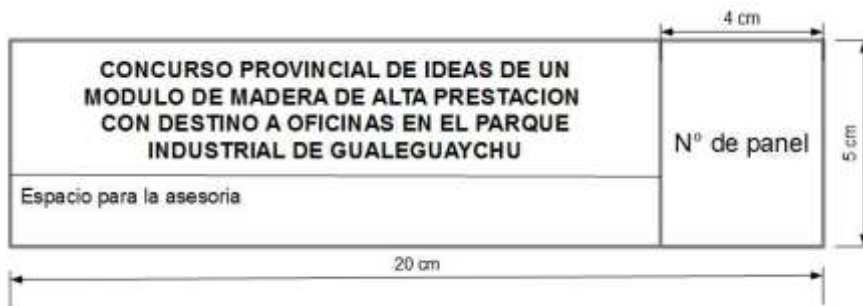 4 cm
CONCURSO PROVINCIAL DE IDEAS DE UN
MODULO DE MADERA DE ALTA PRESTACION
CON DESTINO A OFICINAS EN EL PARQUE
INDUSTRIAL DE GUALEGUAYCHU
N° de panel
5 cm
Espacio para la asesoria
20 cm